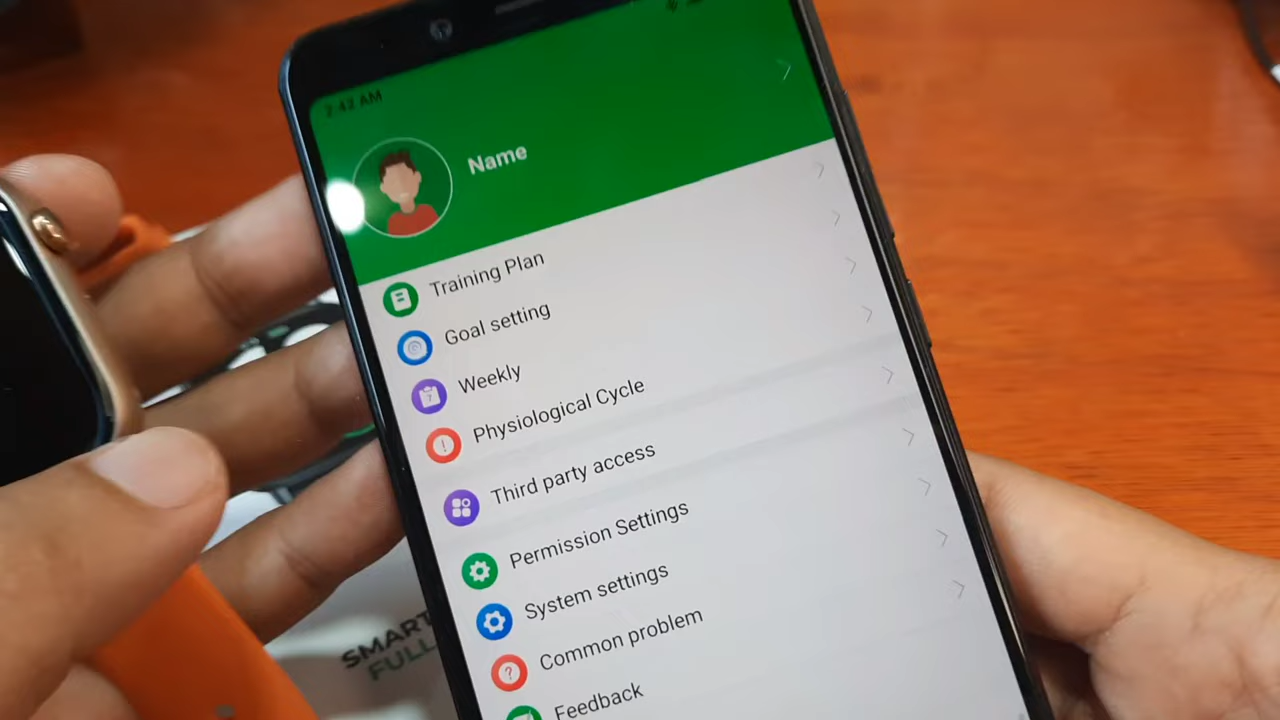 2:42 AM
Name
Training Plan
Goal setting
Weekly
7
Physiological Cycle
Third party access
Permission Settings
System settings
Common problem
?
Feedback
SMART
FULL